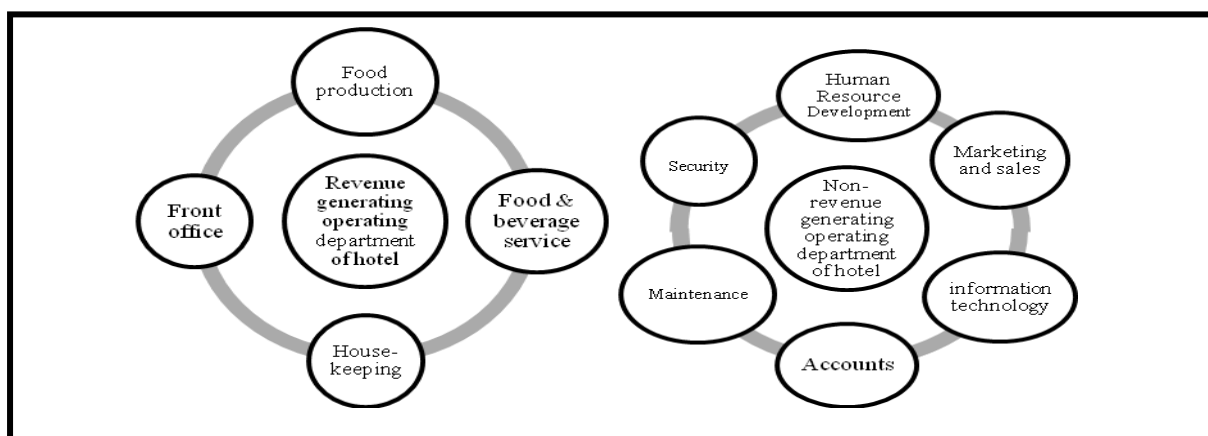 Food
production
Front
office
Revenue
generating
operating
department
of hotel
Food &
beverage
service
House-
keeping
Human
Resource
Development
Security
Marketing
and sales
Non-
revenue
generating
operating
department
of hotel
Maintenance
information
technology
Accounts